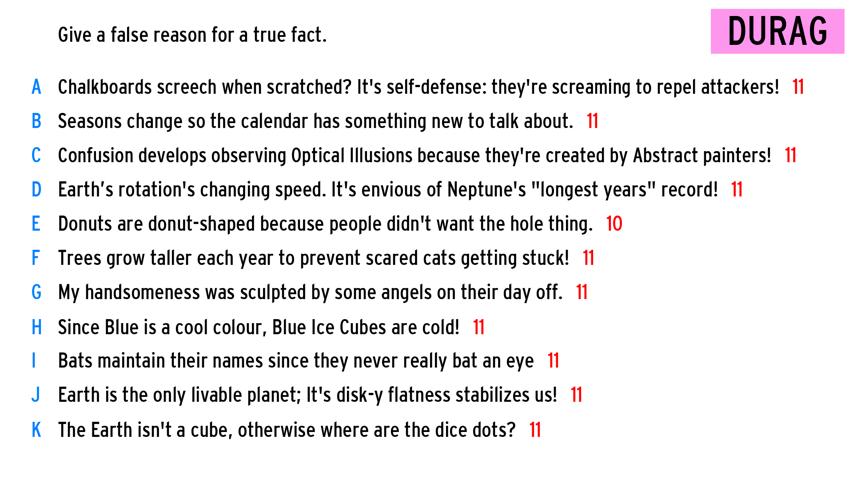 Give a false reason for a true fact.
DURAG
A Chalkboards screech when scratched? It's self-defense: they're screaming to repel attackers! 11
B Seasons change so the calendar has something new to talk about. 11
C Confusion develops observing Optical Illusions because they're created by Abstract painters! 11
D Earth's rotation's changing speed. It's envious of Neptune's "longest years" record! 11
E Donuts are donut-shaped because people didn't want the hole thing. 10
F Trees grow taller each year to prevent scared cats getting stuck! 11
G My handsomeness was sculpted by some angels on their day off. 11
H Since Blue is a cool colour, Blue Ice Cubes are cold! 11
I Bats maintain their names since they never really bat an eye 11
J Earth is the only livable planet; It's disk-y flatness stabilizes us! 11
K The Earth isn't a cube, otherwise where are the dice dots? 11